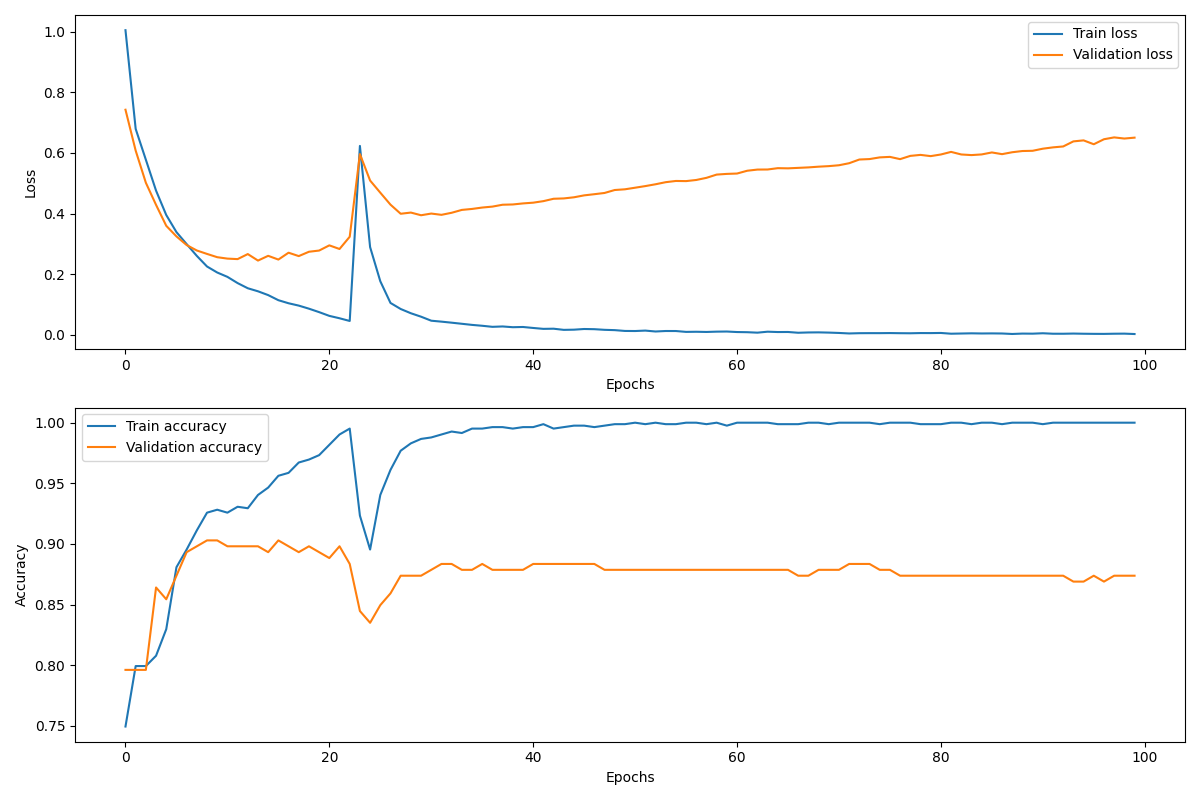 1.0
0.8
0.6
0.4
0.2
0.0
Loss
Train loss
Validation loss
0 20 40 60 80 100
Epochs
1.00
0.95
0.90
0.85
0.80
0.75
Accuracy
Train accuracy
Validation accuracy
0 20 40 60 80 100
Epochs